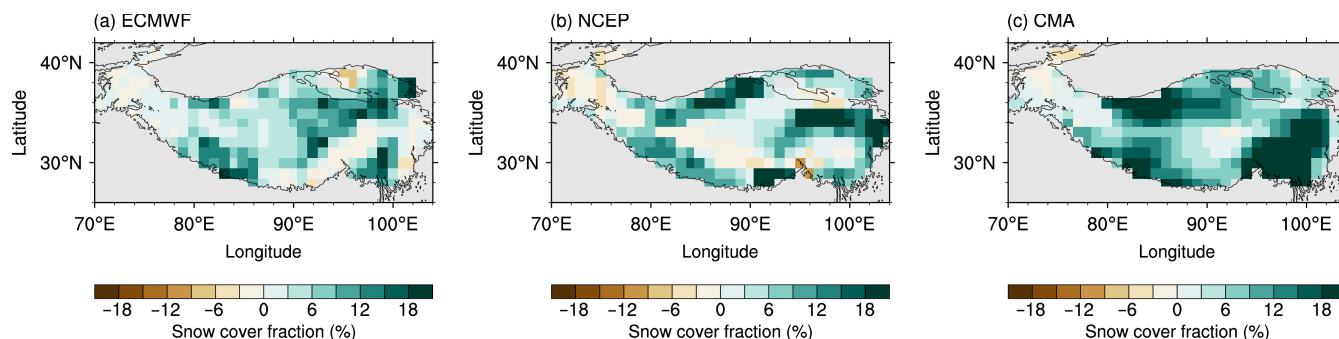 (a) ECMWF
40°N
30°N
Latitude
70°E 80°E 90°E 100°E
Longitude
−18 −12 −6 0 6 12 18
Snow cover fraction (%)
(b) NCEP
40°N
30°N
Latitude
70°E 80°E 90°E 100°E
Longitude
−18 −12 −6 0 6 12 18
Snow cover fraction (%)
(c) CMA
40°N
30°N
Latitude
70°E 80°E 90°E 100°E
Longitude
−18 −12 −6 0 6 12 18
Snow cover fraction (%)